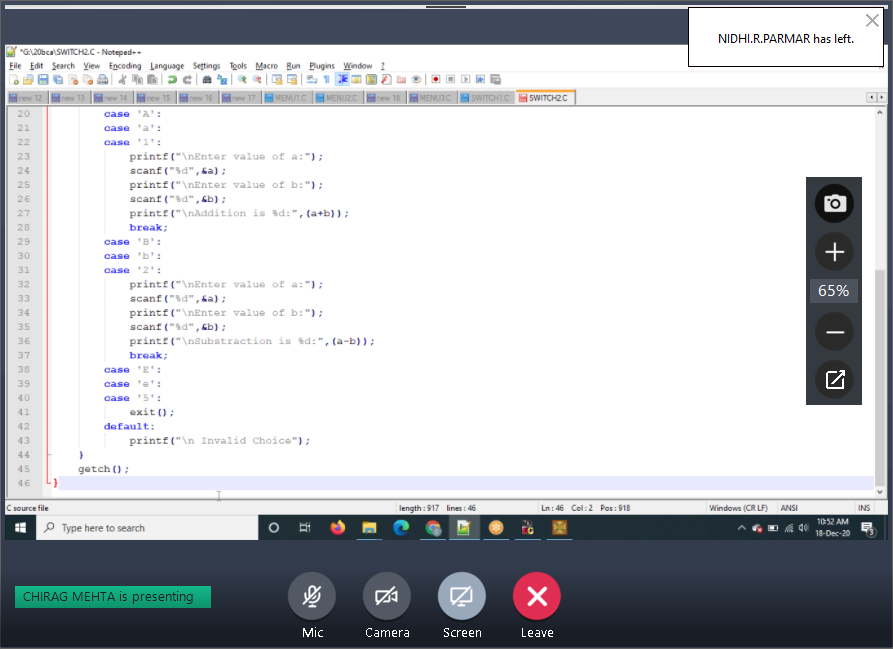 NIDHI.R.PARMAR has left.
*G:\20bca\SWITCH2.C - Notepad++
File Edit Search View Encoding Language Settings Tools Macro Run Plugins Window ?
new 12 new 13 new 14 new 15 new 16 new 17 MENU1.C MENU2.C new 18 MENU3.C SWITCH1.C SWITCH2.C
20 case 'A':
21 case 'a':
22 case '1':
23 printf("\nEnter value of a:");
24 scanf("%d",&a);
25 printf("\nEnter value of b:");
26 scanf("%d",&b);
27 printf("\nAddition is %d:",(a+b));
28 break;
29 case 'B':
30 case 'b':
31 case '2':
32 printf("\nEnter value of a:");
33 scanf("%d",&a);
34 printf("\nEnter value of b:");
35 scanf("%d",&b);
36 printf("\nSubstraction is %d:",(a-b));
37 break;
38 case 'E':
39 case 'e':
40 case '5':
41 exit();
42 default:
43 printf("\n Invalid Choice");
44 }
45 getch();
46 }
65%
C source file length : 917 lines : 46 Ln : 46 Col : 2 Pos : 918 Windows (CR LF) ANSI INS
Type here to search
10:52 AM
18-Dec-20
3
CHIRAG MEHTA is presenting
Mic Camera Screen Leave